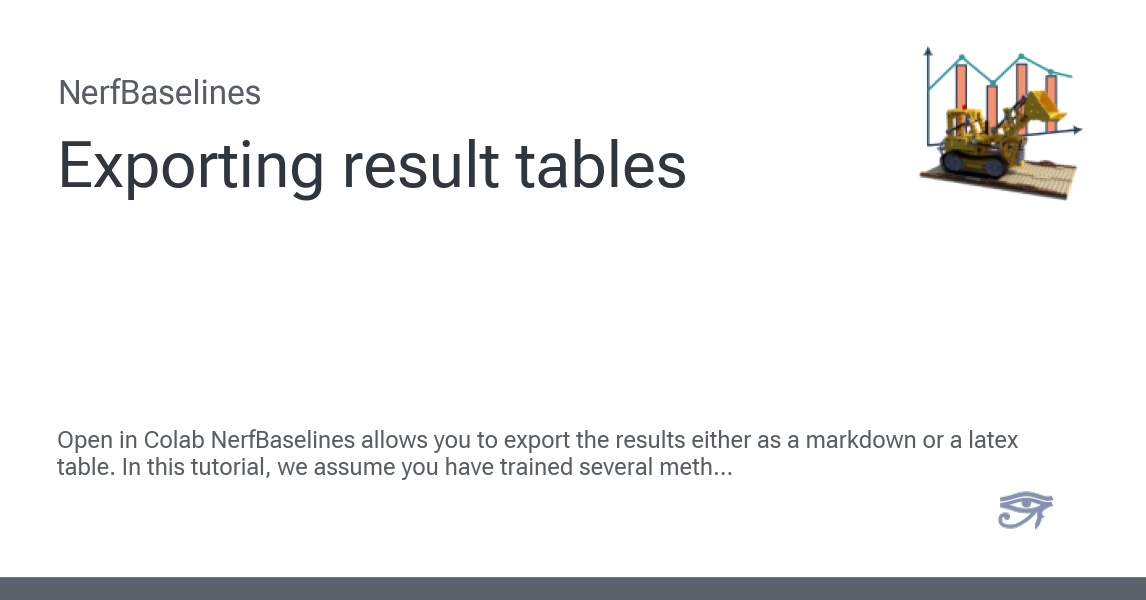 NerfBaselines
Exporting result tables
Open in Colab NerfBaselines allows you to export the results either as a markdown or a latex
table. In this tutorial, we assume you have trained several meth...